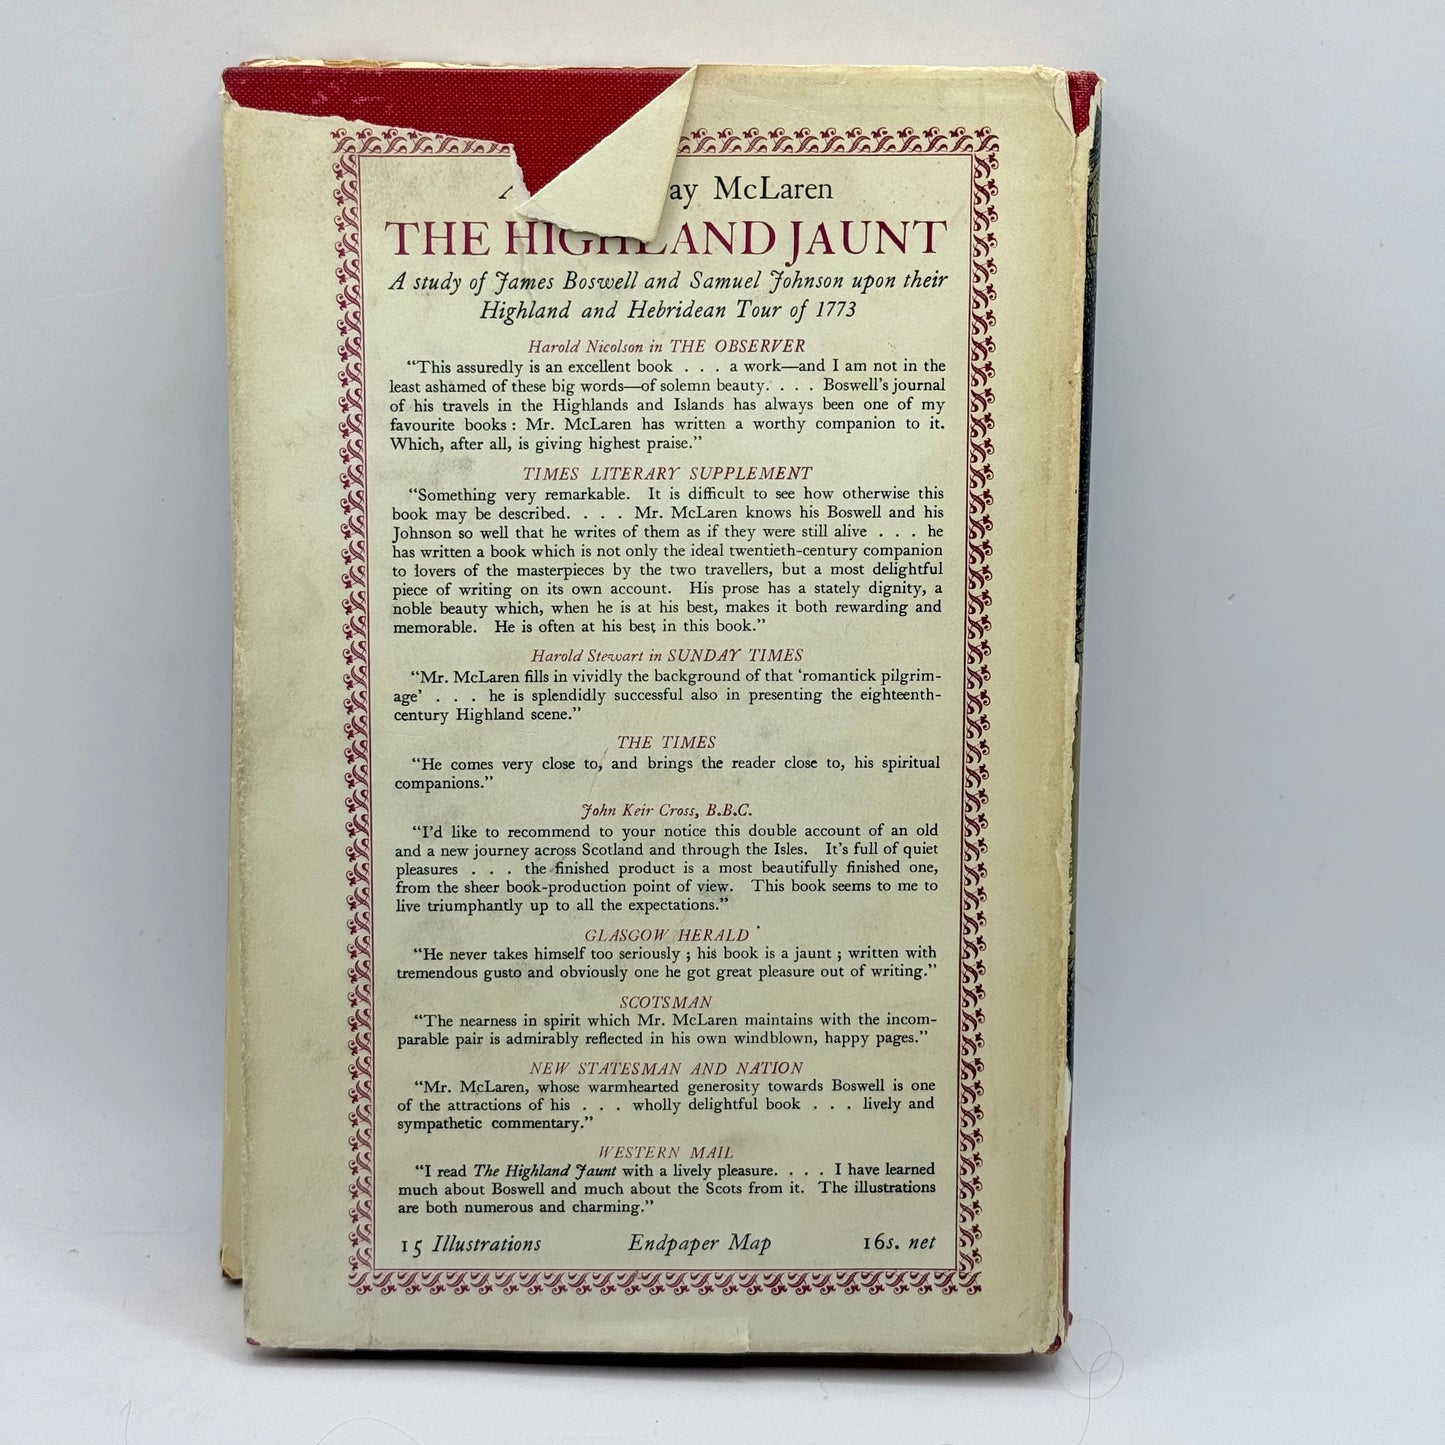 McLaren
THE HIGHLAND JAUNT
A study of James Boswell and Samuel Johnson upon their
Highland and Hebridean Tour of 1773
Harold Nicolson in THE OBSERVER
“This assuredly is an excellent book . . . a work—and I am not in the
least ashamed of these big words—of solemn beauty. . . . Boswell’s journal
of his travels in the Highlands and Islands has always been one of my
favourite books : Mr. McLaren has written a worthy companion to it.
Which, after all, is giving highest praise.”
TIMES LITERARY SUPPLEMENT
“Something very remarkable. It is difficult to see how otherwise this
book may be described. . . . Mr. McLaren knows his Boswell and his
Johnson so well that he writes of them as if they were still alive . . . he
has written a book which is not only the ideal twentieth-century companion
to lovers of the masterpieces by the two travellers, but a most delightful
piece of writing on its own account. His prose has a stately dignity, a
noble beauty which, when he is at his best, makes it both rewarding and
memorable. He is often at his best in this book.”
Harold Stewart in SUNDAY TIMES
“Mr. McLaren fills in vividly the background of that ‘romantick pilgrim-
age’ . . . he is splendidly successful also in presenting the eighteenth-
century Highland scene.”
THE TIMES
“He comes very close to, and brings the reader close to, his spiritual
companions.”
John Keir Cross, B.B.C.
“I’d like to recommend to your notice this double account of an old
and a new journey across Scotland and through the Isles. It’s full of quiet
pleasures . . . the finished product is a most beautifully finished one,
from the sheer book-production point of view. This book seems to me to
live triumphantly up to all the expectations.”
GLASGOW HERALD
“He never takes himself too seriously ; his book is a jaunt ; written with
tremendous gusto and obviously one he got great pleasure out of writing.”
SCOTSMAN
“The nearness in spirit which Mr. McLaren maintains with the incom-
parable pair is admirably reflected in his own windblown, happy pages.”
NEW STATESMAN AND NATION
“Mr. McLaren, whose warmhearted generosity towards Boswell is one
of the attractions of his . . . wholly delightful book . . . lively and
sympathetic commentary.”
WESTERN MAIL
“I read The Highland Jaunt with a lively pleasure. . . . I have learned
much about Boswell and much about the Scots from it. The illustrations
are both numerous and charming.”
15 Illustrations Endpaper Map 16s. net